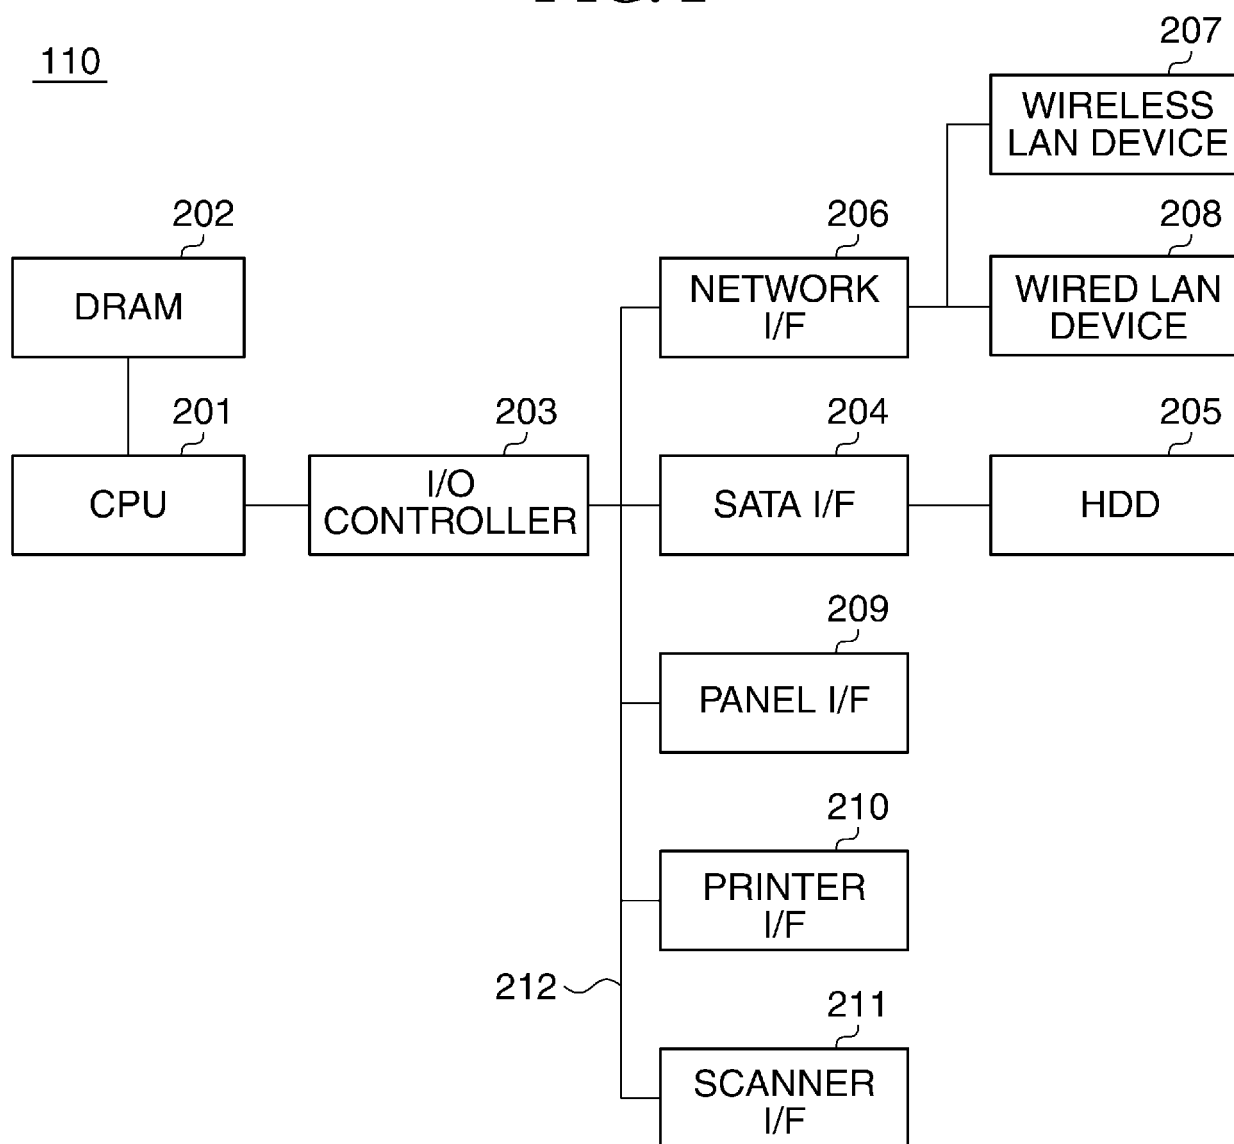 110
207
WIRELESS
LAN DEVICE
202
206
208
DRAM
NETWORK
I/F
WIRED LAN
DEVICE
201
203
204
205
CPU
I/O
CONTROLLER
SATA I/F
HDD
209
PANEL I/F
210
PRINTER
I/F
212
211
SCANNER
I/F